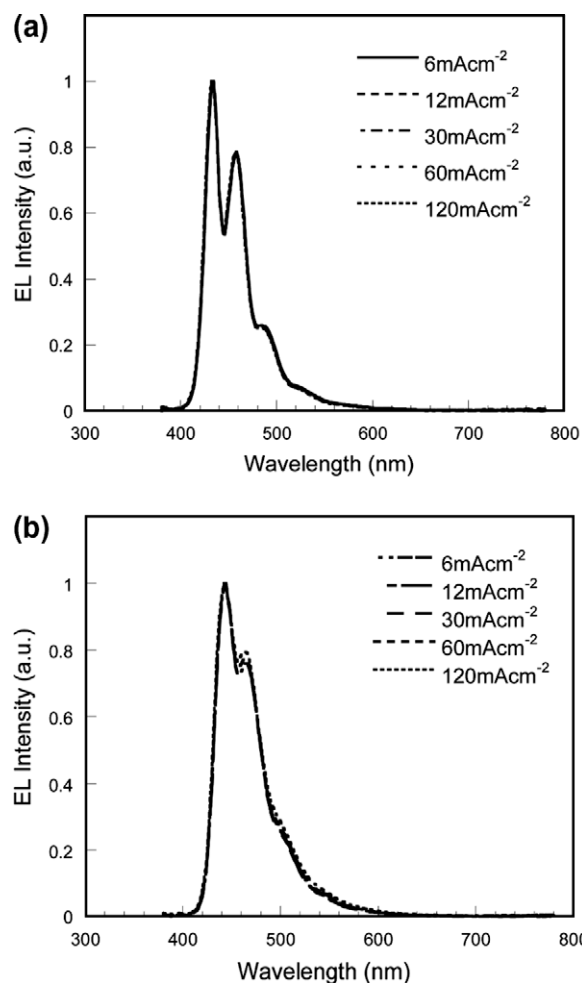 (a)
6mAcm⁻²
12mAcm⁻²
30mAcm⁻²
60mAcm⁻²
120mAcm⁻²
EL Intensity (a.u.)
1
0.8
0.6
0.4
0.2
0
300 400 500 600 700 800
Wavelength (nm)
(b)
6mAcm⁻²
12mAcm⁻²
30mAcm⁻²
60mAcm⁻²
120mAcm⁻²
EL Intensity (a.u.)
1
0.8
0.6
0.4
0.2
0
300 400 500 600 700 800
Wavelength (nm)